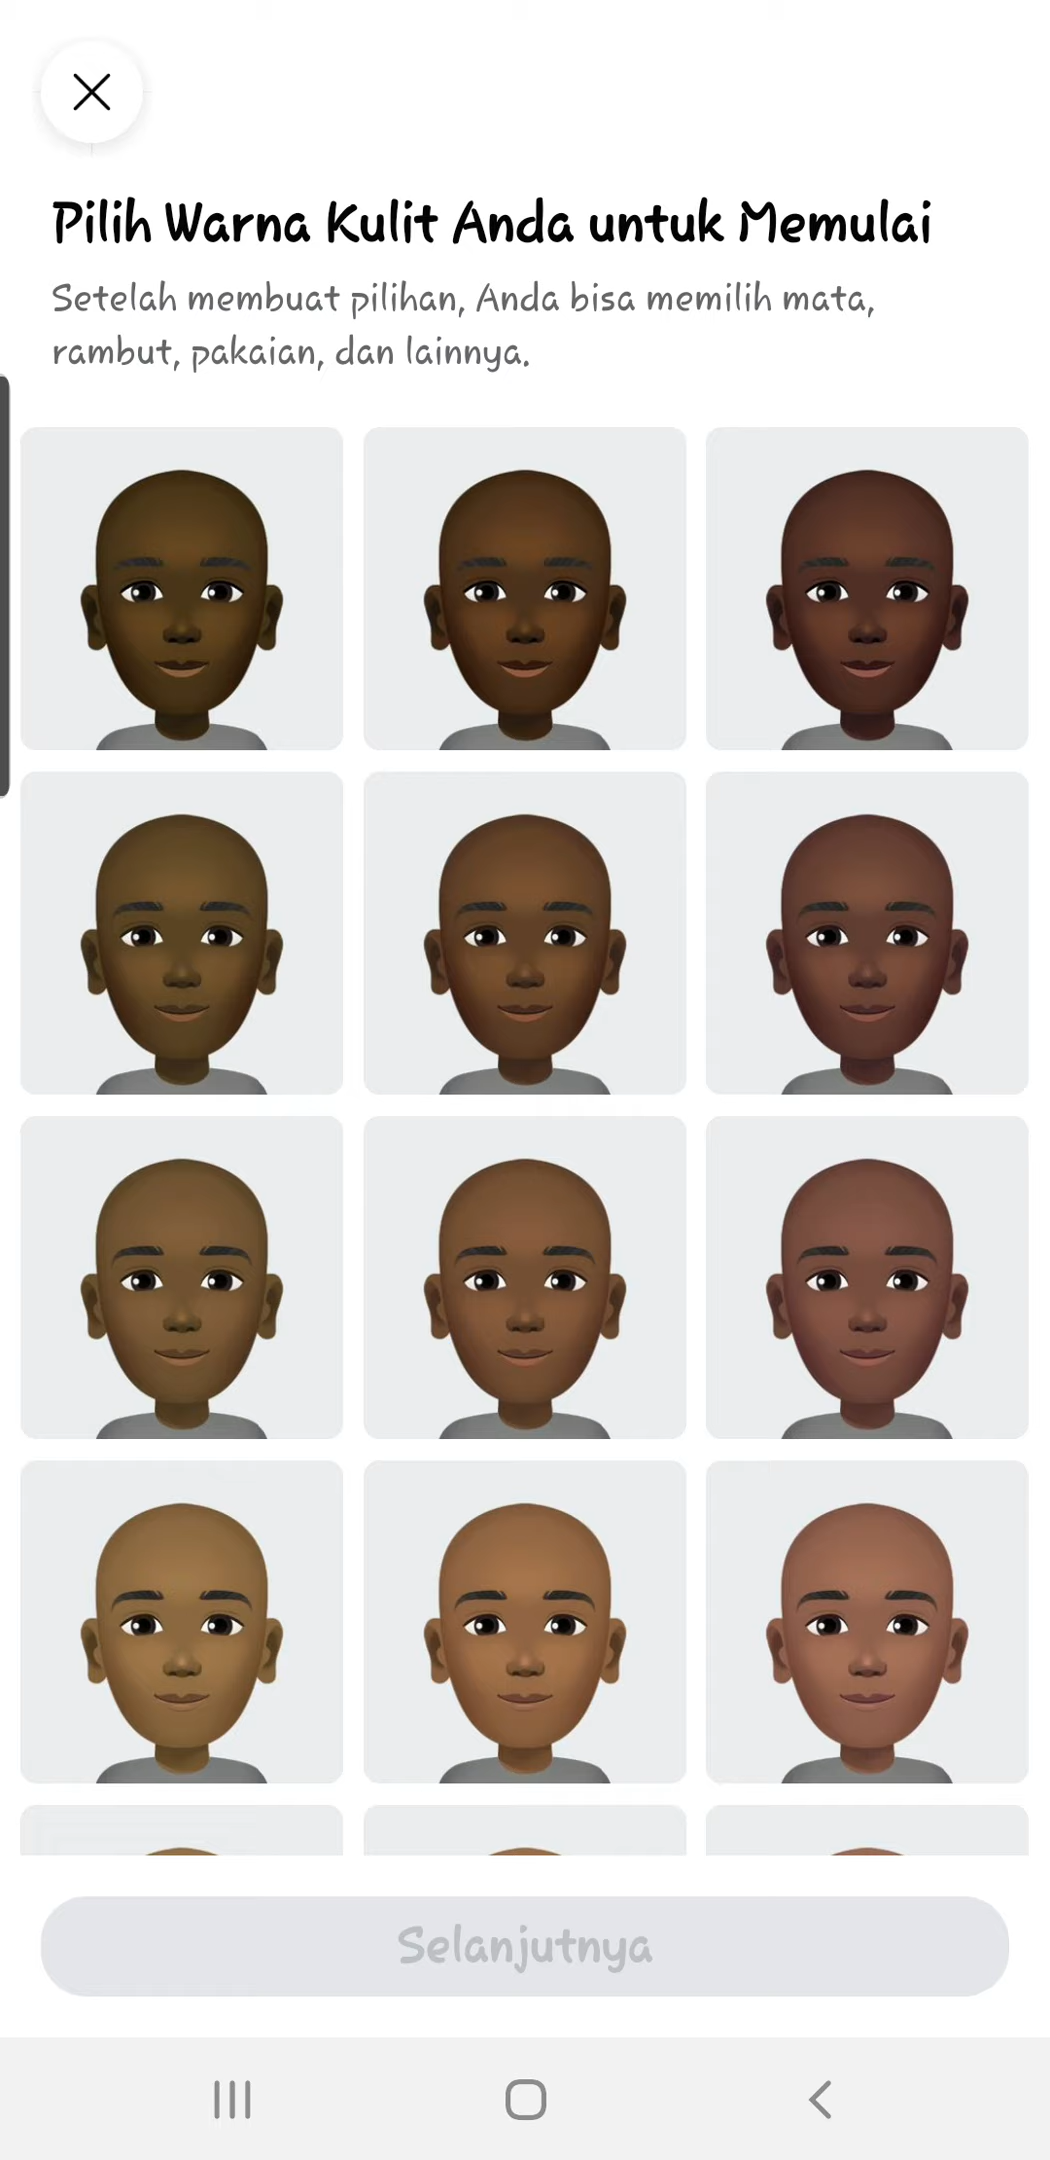 Pilih Warna Kulit Anda untuk Memulai
Setelah membuat pilihan, Anda bisa memilih mata,
rambut, pakaian, dan lainnya.
Selanjutnya